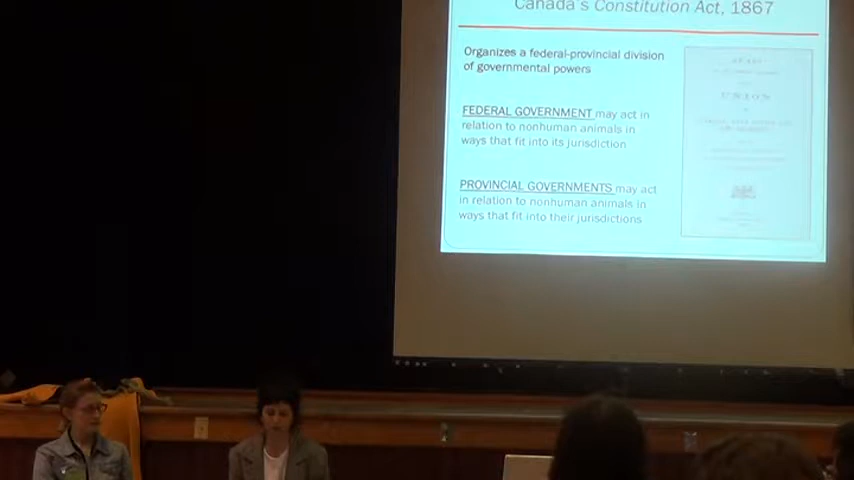 Canada's Constitution Act, 1867
Organizes a federal-provincial division
of governmental powers
FEDERAL GOVERNMENT may act in
relation to nonhuman animals in
ways that fit into its jurisdiction
PROVINCIAL GOVERNMENTS may act
in relation to nonhuman animals in
ways that fit into their jurisdictions
UNION